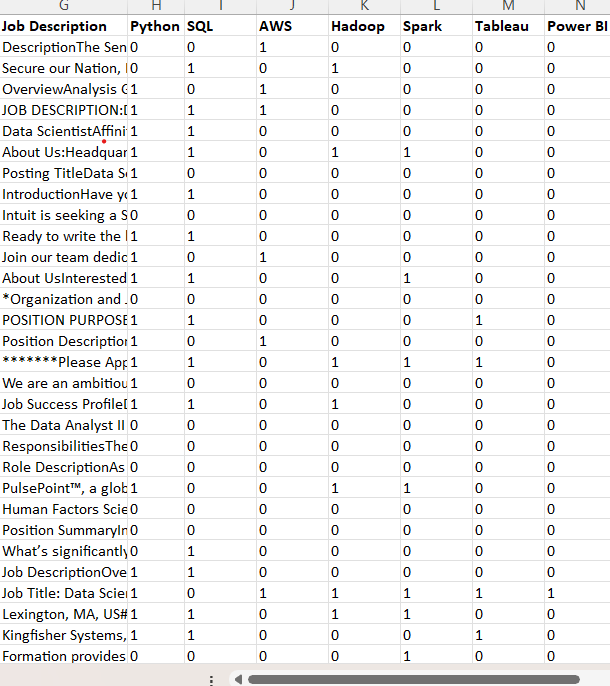 G H I J K L M N
Job Description Python SQL AWS Hadoop Spark Tableau Power BI
DescriptionThe Sen 0 0 1 0 0 0 0
Secure our Nation, 0 1 0 1 0 0 0
OverviewAnalysis 1 0 1 0 0 0 0
JOB DESCRIPTION: 1 1 1 0 0 0 0
Data ScientistAffini 1 1 0 0 0 0 0
About Us:Headquar 1 1 0 1 1 0 0
Posting TitleData S 1 0 0 0 0 0 0
IntroductionHave yo 1 1 0 0 0 0 0
Intuit is seeking a S 0 0 0 0 0 0 0
Ready to write the 1 1 0 0 0 0 0
Join our team dedic 1 0 1 0 0 0 0
About UsInterested 1 1 0 0 1 0 0
*Organization and . 0 0 0 0 0 0 0
POSITION PURPOSE 1 1 0 0 0 1 0
Position Description 1 0 1 0 0 0 0
*******Please App 1 1 0 1 1 1 0
We are an ambitiou 1 0 0 0 0 0 0
Job Success Profile 1 1 0 1 0 0 0
The Data Analyst II 0 0 0 0 0 0 0
ResponsibilitiesThe 0 0 0 0 0 0 0
Role DescriptionAs 0 0 0 0 0 0 0
PulsePoint™, a glob 1 0 0 1 1 0 0
Human Factors Scie 0 0 0 0 0 0 0
Position SummaryIn 0 0 0 0 0 0 0
What's significantly 0 1 0 0 0 0 0
Job DescriptionOve 1 1 0 0 0 0 0
Job Title: Data Scie 1 0 1 1 1 1 1
Lexington, MA, US# 1 1 0 1 1 0 0
Kingfisher Systems, 1 1 0 0 0 1 0
Formation provides 0 0 0 0 1 0 0